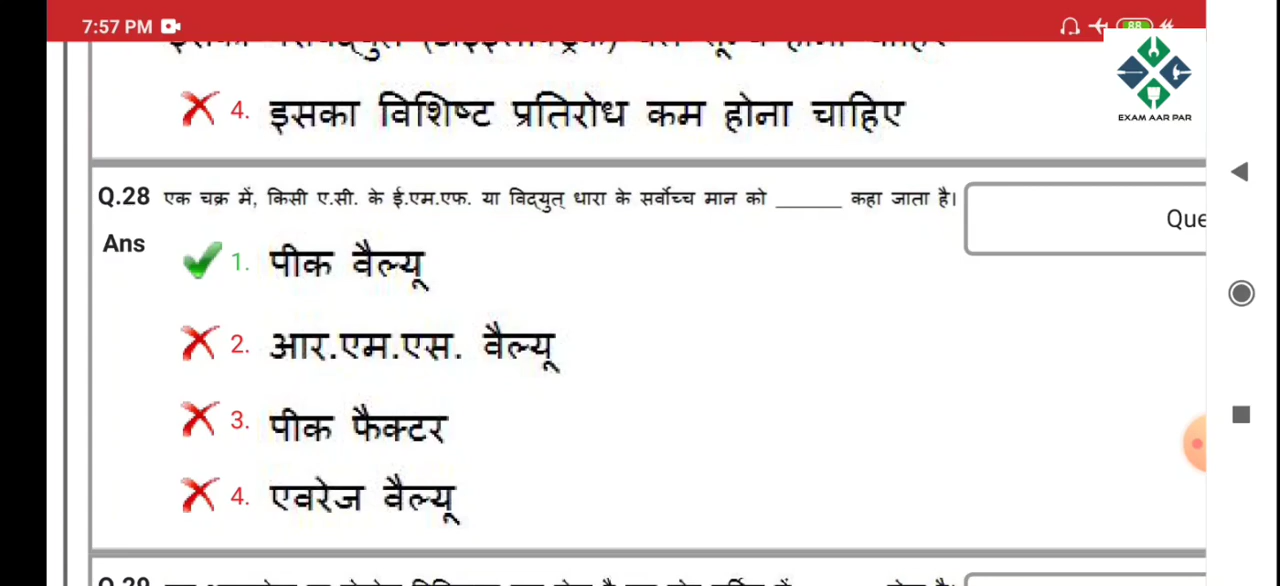 7:57 PM
88
EXAM AAR PAR
4. इसका विशिष्ट प्रतिरोध कम होना चाहिए
Q.28 एक चक्र में, किसी ए.सी. के ई.एम.एफ. या विद्युत् धारा के सर्वोच्च मान को ______ कहा जाता है।
Que
Ans
1. पीक वैल्यू
2. आर.एम.एस. वैल्यू
3. पीक फैक्टर
4. एवरेज वैल्यू